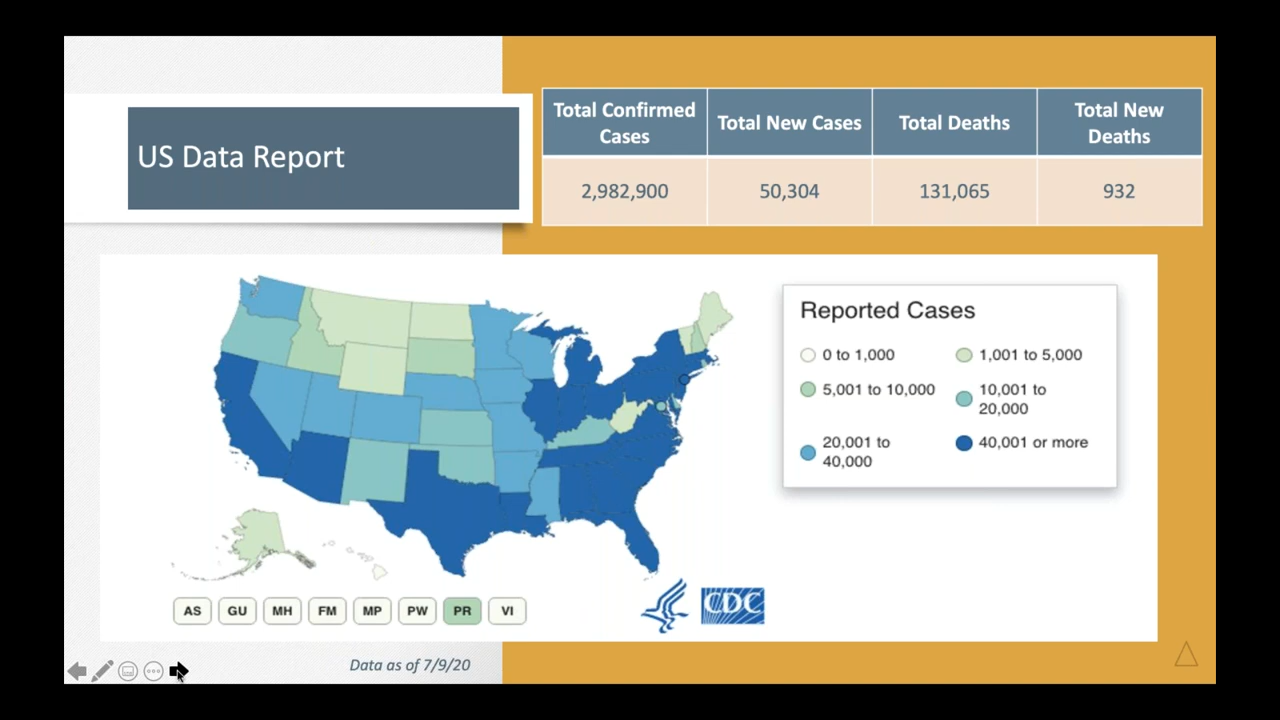 US Data Report
Total Confirmed
Cases
Total New Cases
Total Deaths
Total New
Deaths
2,982,900
50,304
131,065
932
Reported Cases
0 to 1,000
1,001 to 5,000
5,001 to 10,000
10,001 to
20,000
20,001 to
40,000
40,001 or more
AS
GU
MH
FM
MP
PW
PR
VI
CDC
Data as of 7/9/20